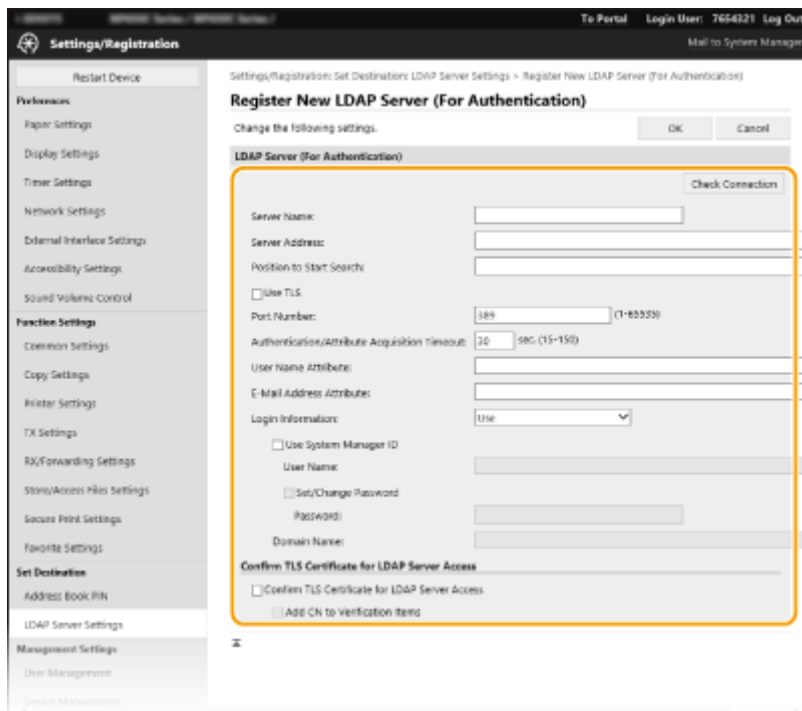 To Portal Login User: 7654321 Log Out
Settings/Registration
Mail to System Manager
Restart Device
Preferences
Paper Settings
Display Settings
Timer Settings
Network Settings
External Interface Settings
Accessibility Settings
Sound Volume Control
Function Settings
Common Settings
Copy Settings
Printer Settings
TX Settings
RX/Forwarding Settings
Store/Access Files Settings
Secure Print Settings
Favorite Settings
Set Destination
Address Book PIN
LDAP Server Settings
Management Settings
User Management
Device Management
Settings/Registration: Set Destination: LDAP Server Settings > Register New LDAP Server (For Authentication)
Register New LDAP Server (For Authentication)
Change the following settings.
OK Cancel
LDAP Server (For Authentication)
Check Connection
Server Name:
Server Address:
Position to Start Search:
Use TLS
Port Number: 389 (1-65535)
Authentication/Attribute Acquisition Timeout: 30 sec. (15-150)
User Name Attribute:
E-Mail Address Attribute:
Login Information: Use
Use System Manager ID
User Name:
Set/Change Password
Password:
Domain Name:
Confirm TLS Certificate for LDAP Server Access
Confirm TLS Certificate for LDAP Server Access
Add CN to Verification Items